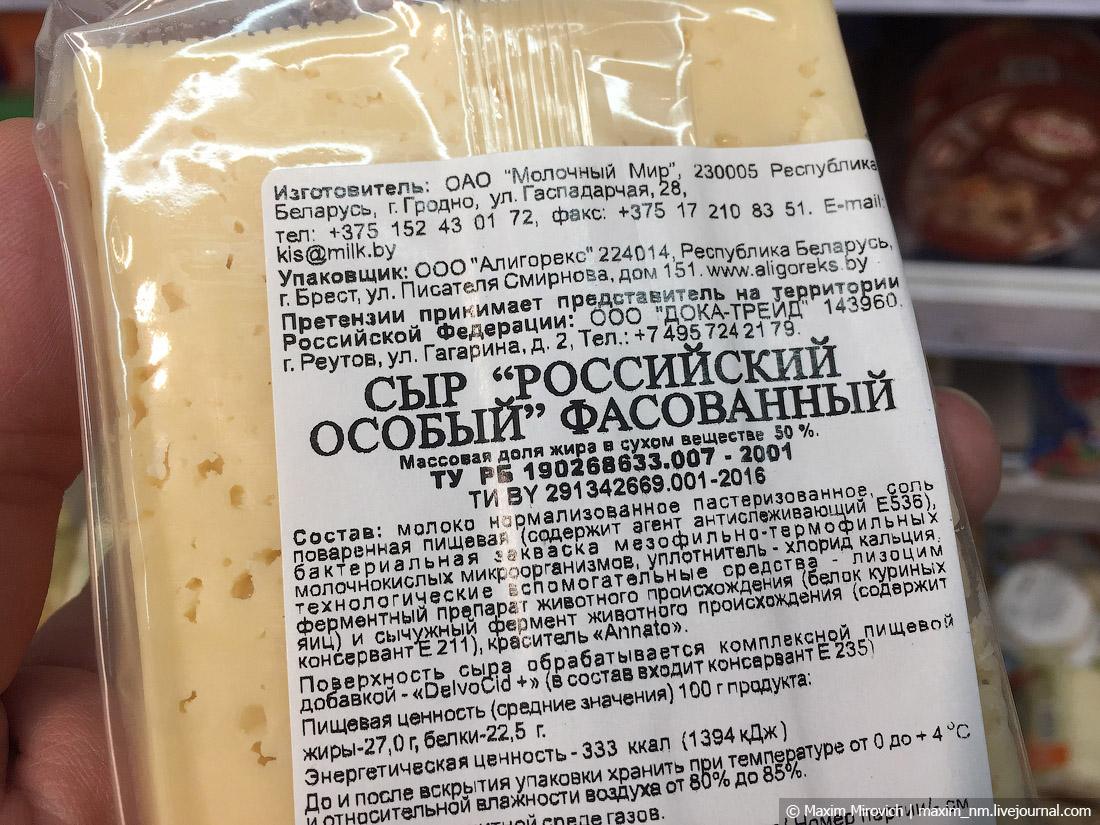 Изготовитель: ОАО "Молочный Мир", 230005 Республика
Беларусь, г. Гродно, ул. Гаспадарчая, 28,
тел: +375 152 43 01 72, факс: +375 17 210 83 51. E-mail:
kis@milk.by
Упаковщик: ООО "Алигорекс" 224014, Республика Беларусь,
г. Брест, ул. Писателя Смирнова, дом 151. www.aligoreks.by
Претензии принимает представитель на территории
Российской Федерации: ООО "ДОКА-ТРЕЙД" 143960.
г. Реутов, ул. Гагарина, д. 2, Тел.: +7 495 724 21 79.
СЫР “РОССИЙСКИЙ
ОСОБЫЙ” ФАСОВАННЫЙ
Массовая доля жира в сухом веществе 50 %.
ТУ РБ 190268633.007 - 2001
ТИ BY 291342669.001-2016
Состав: молоко нормализованное пастеризованное, соль
поваренная пищевая (содержит агент антислеживающий Е536),
бактериальная закваска мезофильно-термофильных
молочнокислых микроорганизмов, уплотнитель - хлорид кальция,
технологические вспомогательные средства - лизоцим
ферментный препарат животного происхождения (белок куриных
яиц) и сычужный фермент животного происхождения (содержит
консервант Е 211), краситель «Annato».
Поверхность сыра обрабатывается комплексной пищевой
добавкой - «DelvoCid +» (в состав входит консервант Е 235)
Пищевая ценность (средние значения) 100 г продукта:
жиры-27,0 г, белки-22,5 г.
Энергетическая ценность - 333 ккал (1394 кДж)
До и после вскрытия упаковки хранить при температуре от 0 до + 4 °С
и относительной влажности воздуха от 80% до 85%.
среде газов.
© Maxim Mirovich | maxim_nm.livejournal.com